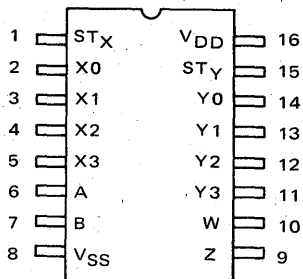 1 STX VDD 16
2 X0 STY 15
3 X1 Y0 14
4 X2 Y1 13
5 X3 Y2 12
6 A Y3 11
7 B W 10
8 VSS Z 9